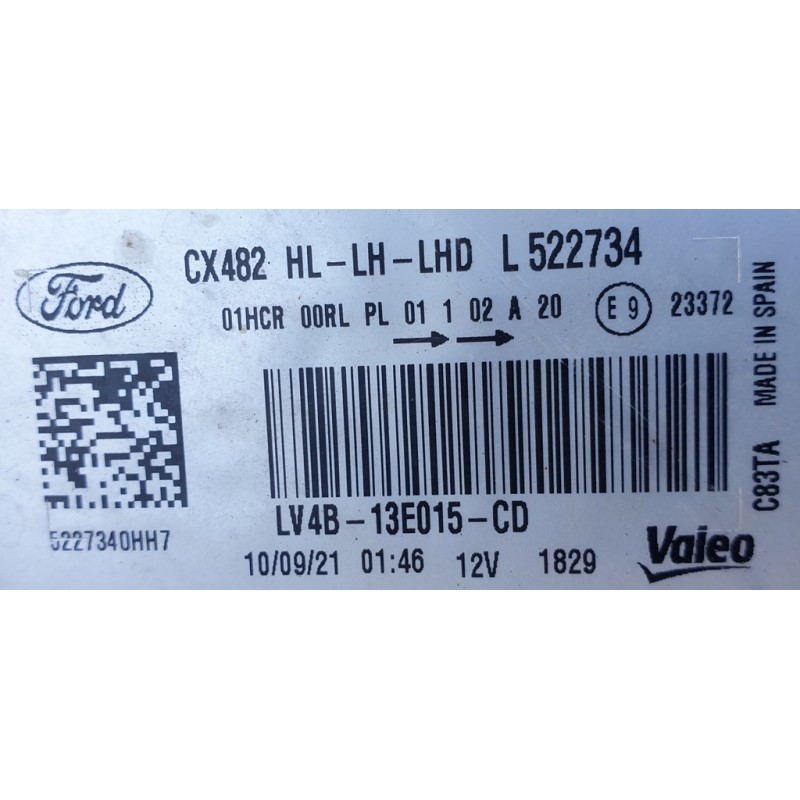 Ford
CX482 HL-LH-LHD L 522734
01HCR 00RL PL 01 1 02 A 20 E 9 23372
LV4B-13E015-CD
5227340HH7
10/09/21 01:46 12V 1829
Valeo
C83TA MADE IN SPAIN